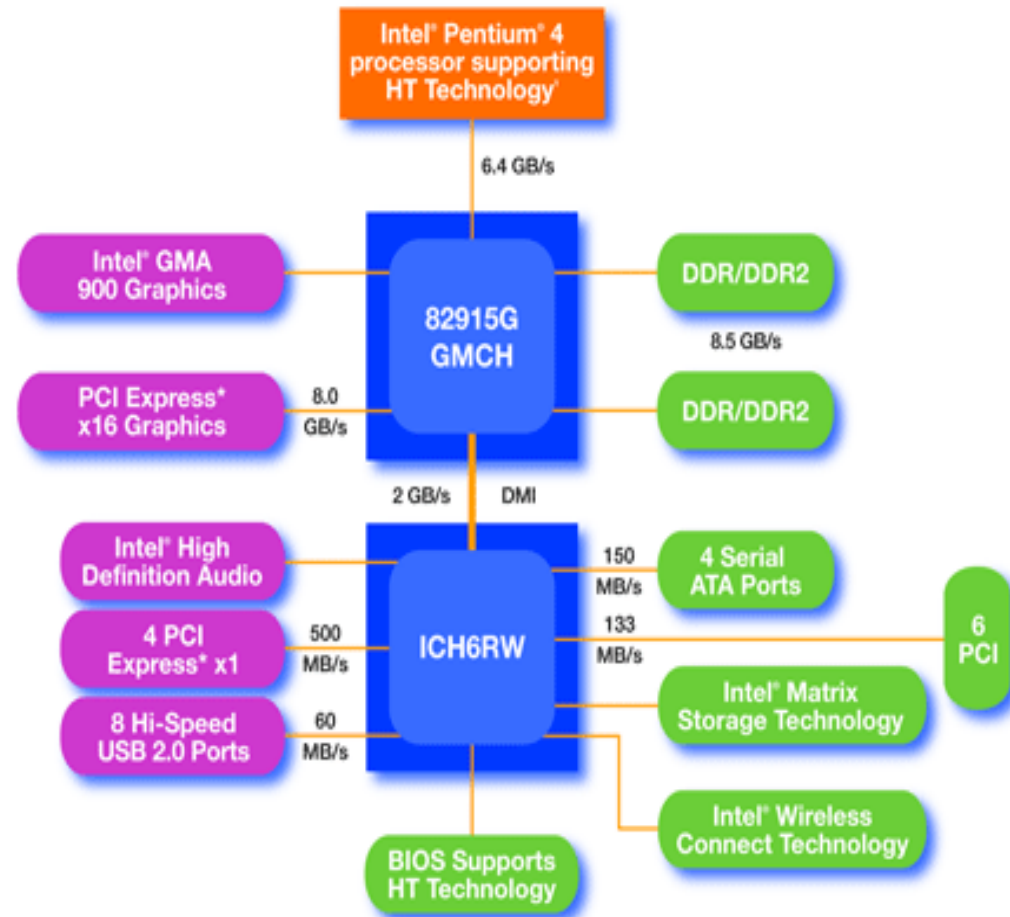 Intel® Pentium® 4
processor supporting
HT Technology¹
6.4 GB/s
Intel® GMA
900 Graphics
82915G
GMCH
DDR/DDR2
8.5 GB/s
PCI Express*
x16 Graphics
8.0
GB/s
DDR/DDR2
2 GB/s
DMI
Intel® High
Definition Audio
150
MB/s
4 Serial
ATA Ports
4 PCI
Express* x1
500
MB/s
ICH6RW
133
MB/s
6
PCI
8 Hi-Speed
USB 2.0 Ports
60
MB/s
Intel® Matrix
Storage Technology
Intel® Wireless
Connect Technology
BIOS Supports
HT Technology